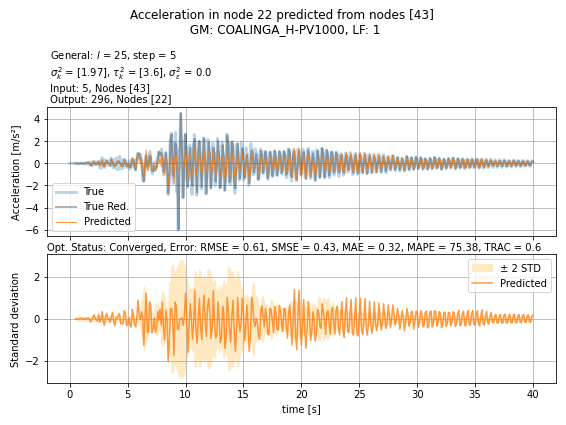 Acceleration in node 22 predicted from nodes [43]
GM: COALINGA_H-PV1000, LF: 1
General: l = 25, step = 5
σ_k^2 = [1.97], τ_k^2 = [3.6], σ_ε^2 = 0.0
Input: 5, Nodes [43]
Output: 296, Nodes [22]
Acceleration [m/s²]
4
2
0
−2
−4
−6
True
True Red.
Predicted
Opt. Status: Converged, Error: RMSE = 0.61, SMSE = 0.43, MAE = 0.32, MAPE = 75.38, TRAC = 0.6
Standard deviation
2
0
−2
± 2 STD
Predicted
0 5 10 15 20 25 30 35 40
time [s]